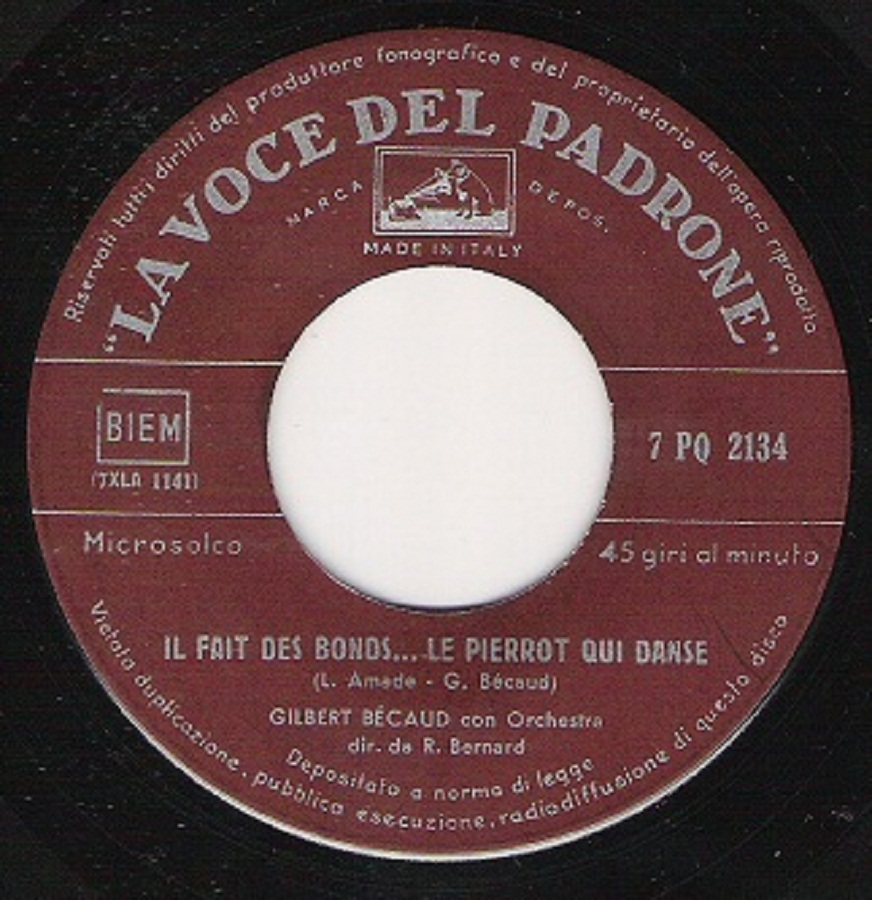 Riservati tutti i diritti del produttore fonografico e del proprietario dell'opera riprodotta
"LA VOCE DEL PADRONE"
MARCA DEPOS.
MADE IN ITALY
BIEM
(7XLA 1141)
7 PQ 2134
Microsolco
45 giri al minuto
IL FAIT DES BONDS... LE PIERROT QUI DANSE
(L. Amade - G. Bécaud)
GILBERT BÉCAUD con Orchestra
dir. da R. Bernard
Depositato a norma di legge
Vietata duplicazione, pubblica esecuzione, radiodiffusione di questo disco